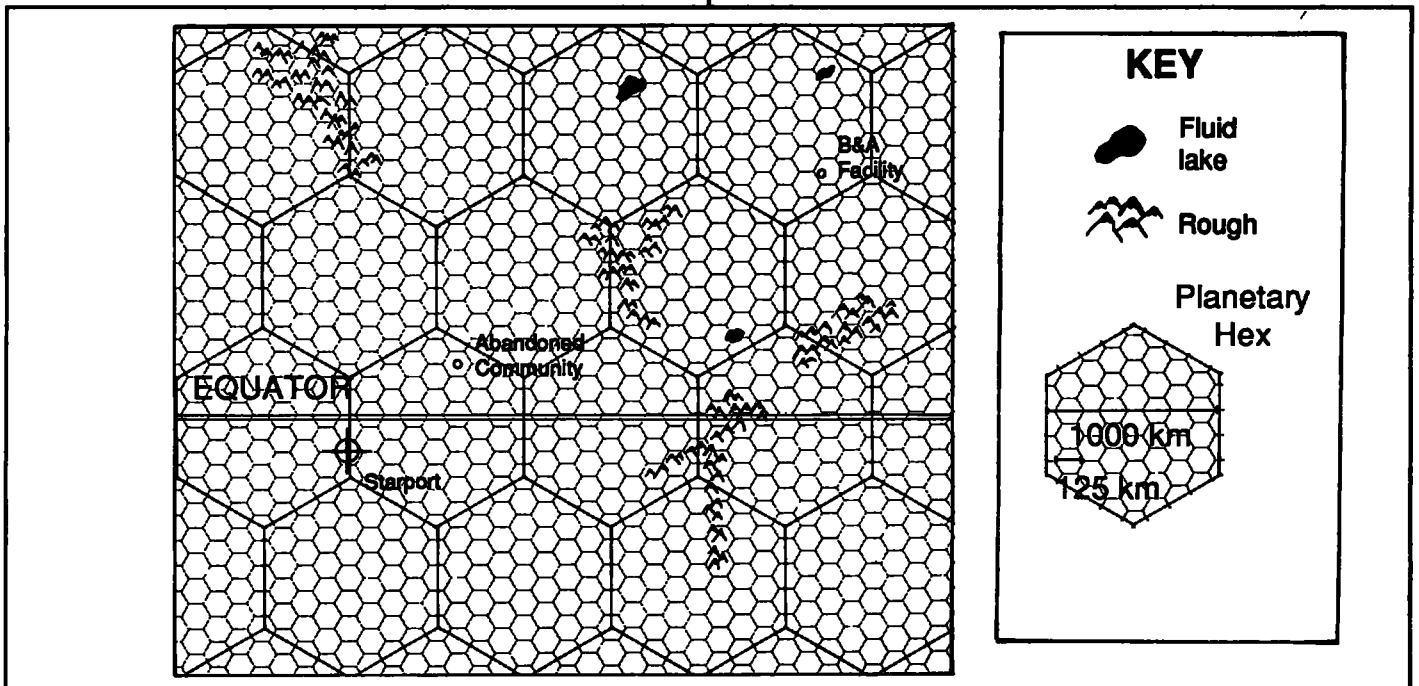 B&A
Facility
Abandoned
Community
EQUATOR
Starport
KEY
Fluid
lake
Rough
Planetary
Hex
1000 km
125 km